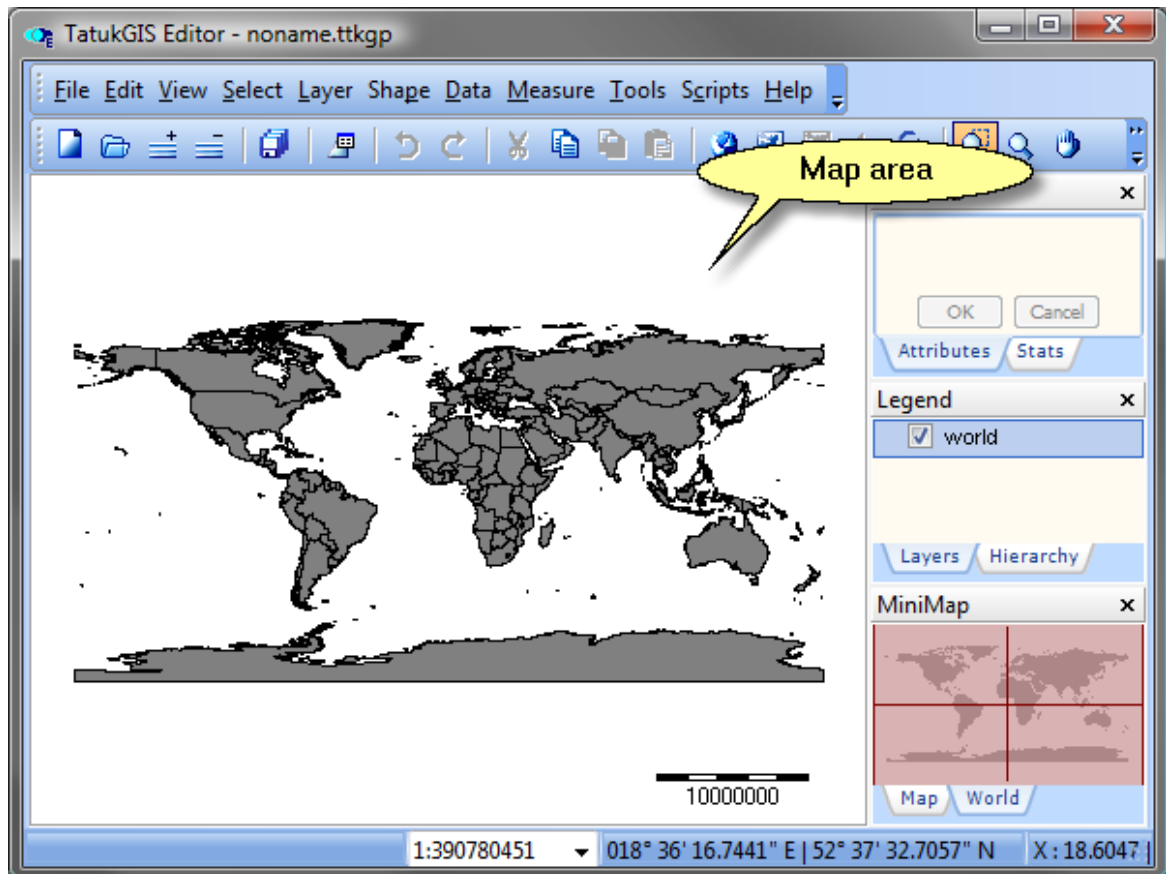 TatukGIS Editor - noname.ttkgp
File Edit View Select Layer Shape Data Measure Tools Scripts Help
Map area
OK Cancel
Attributes Stats
Legend
world
Layers Hierarchy
MiniMap
10000000
Map World
1:390780451 018° 36' 16.7441" E | 52° 37' 32.7057" N X : 18.6047